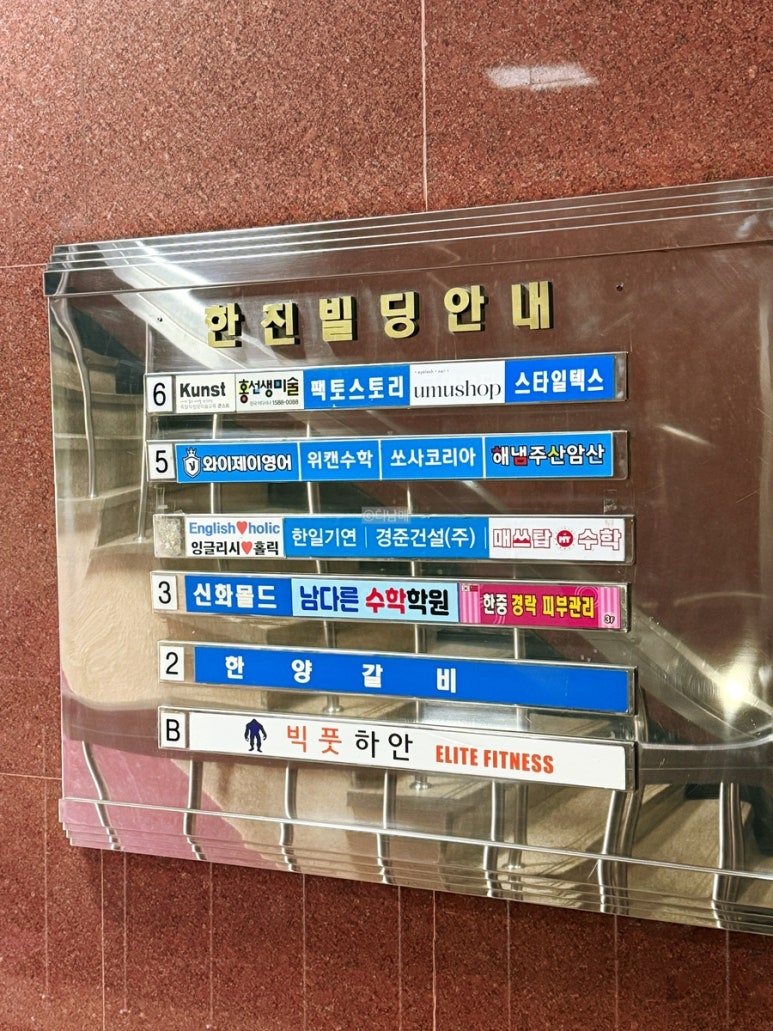 한진빌딩안내
6 Kunst 홍선생미술 1588-0088 팩토스토리 umushop 스타일텍스
5 와이제이영어 위캔수학 쏘사코리아 해냄주산암산
English holic 한일기연 경준건설(주) 매쓰탑 MT 수학
잉글리시 홀릭
©다남매
3 신화몰드 남다른 수학학원 한중 경락 피부관리 3F
2 한양갈비
B 빅풋하안 ELITE FITNESS